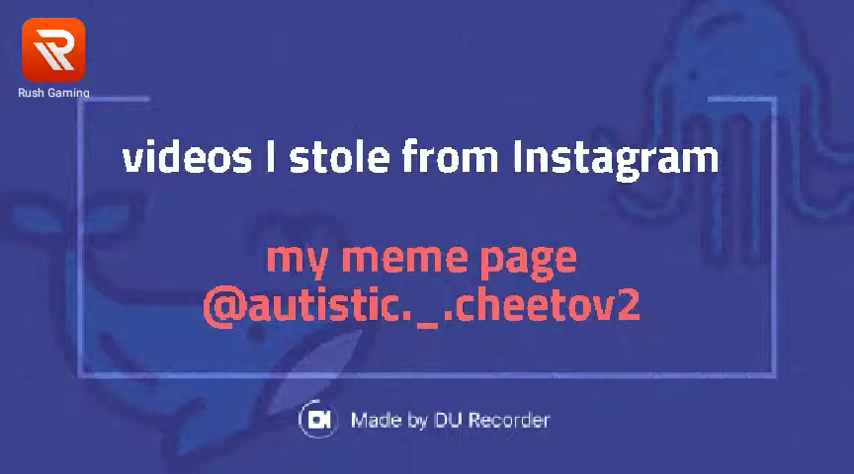 Rush Gaming
videos I stole from Instagram
my meme page
@autistic._.cheetov2
Made by DU Recorder